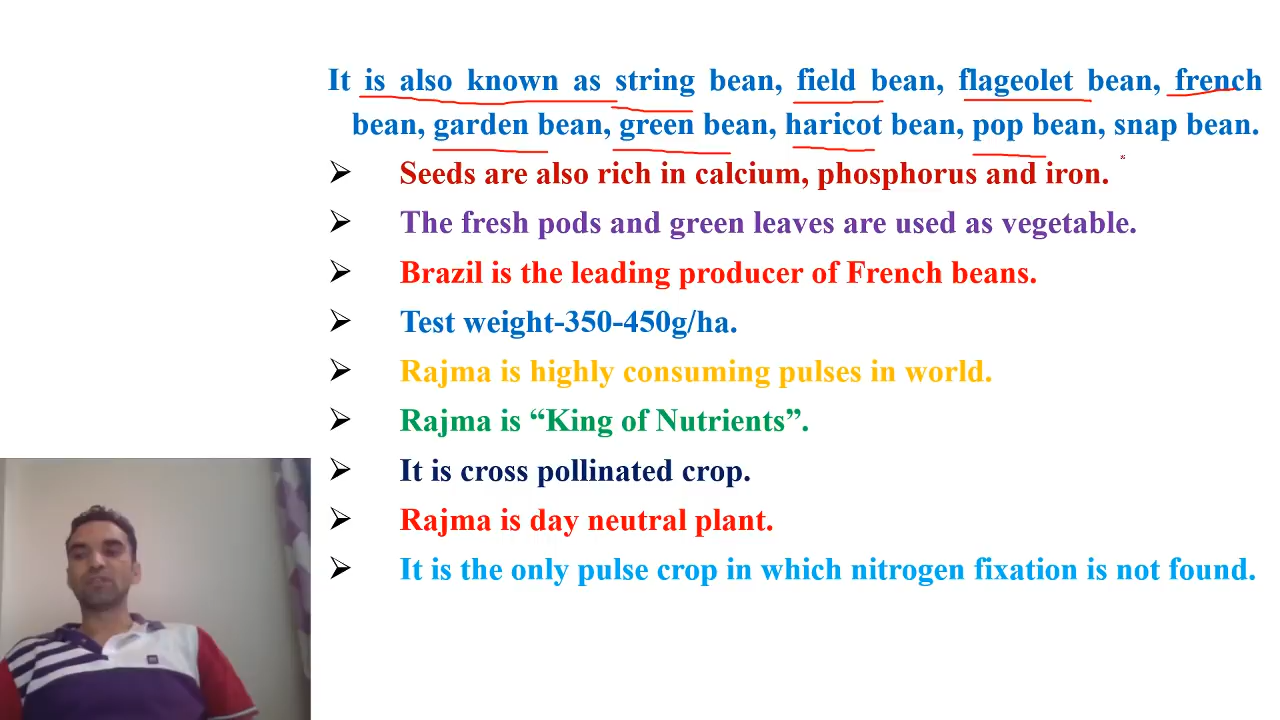 It is also known as string bean, field bean, flageolet bean, french
bean, garden bean, green bean, haricot bean, pop bean, snap bean.
➢ Seeds are also rich in calcium, phosphorus and iron.
➢ The fresh pods and green leaves are used as vegetable.
➢ Brazil is the leading producer of French beans.
➢ Test weight-350-450g/ha.
➢ Rajma is highly consuming pulses in world.
➢ Rajma is “King of Nutrients”.
➢ It is cross pollinated crop.
➢ Rajma is day neutral plant.
➢ It is the only pulse crop in which nitrogen fixation is not found.